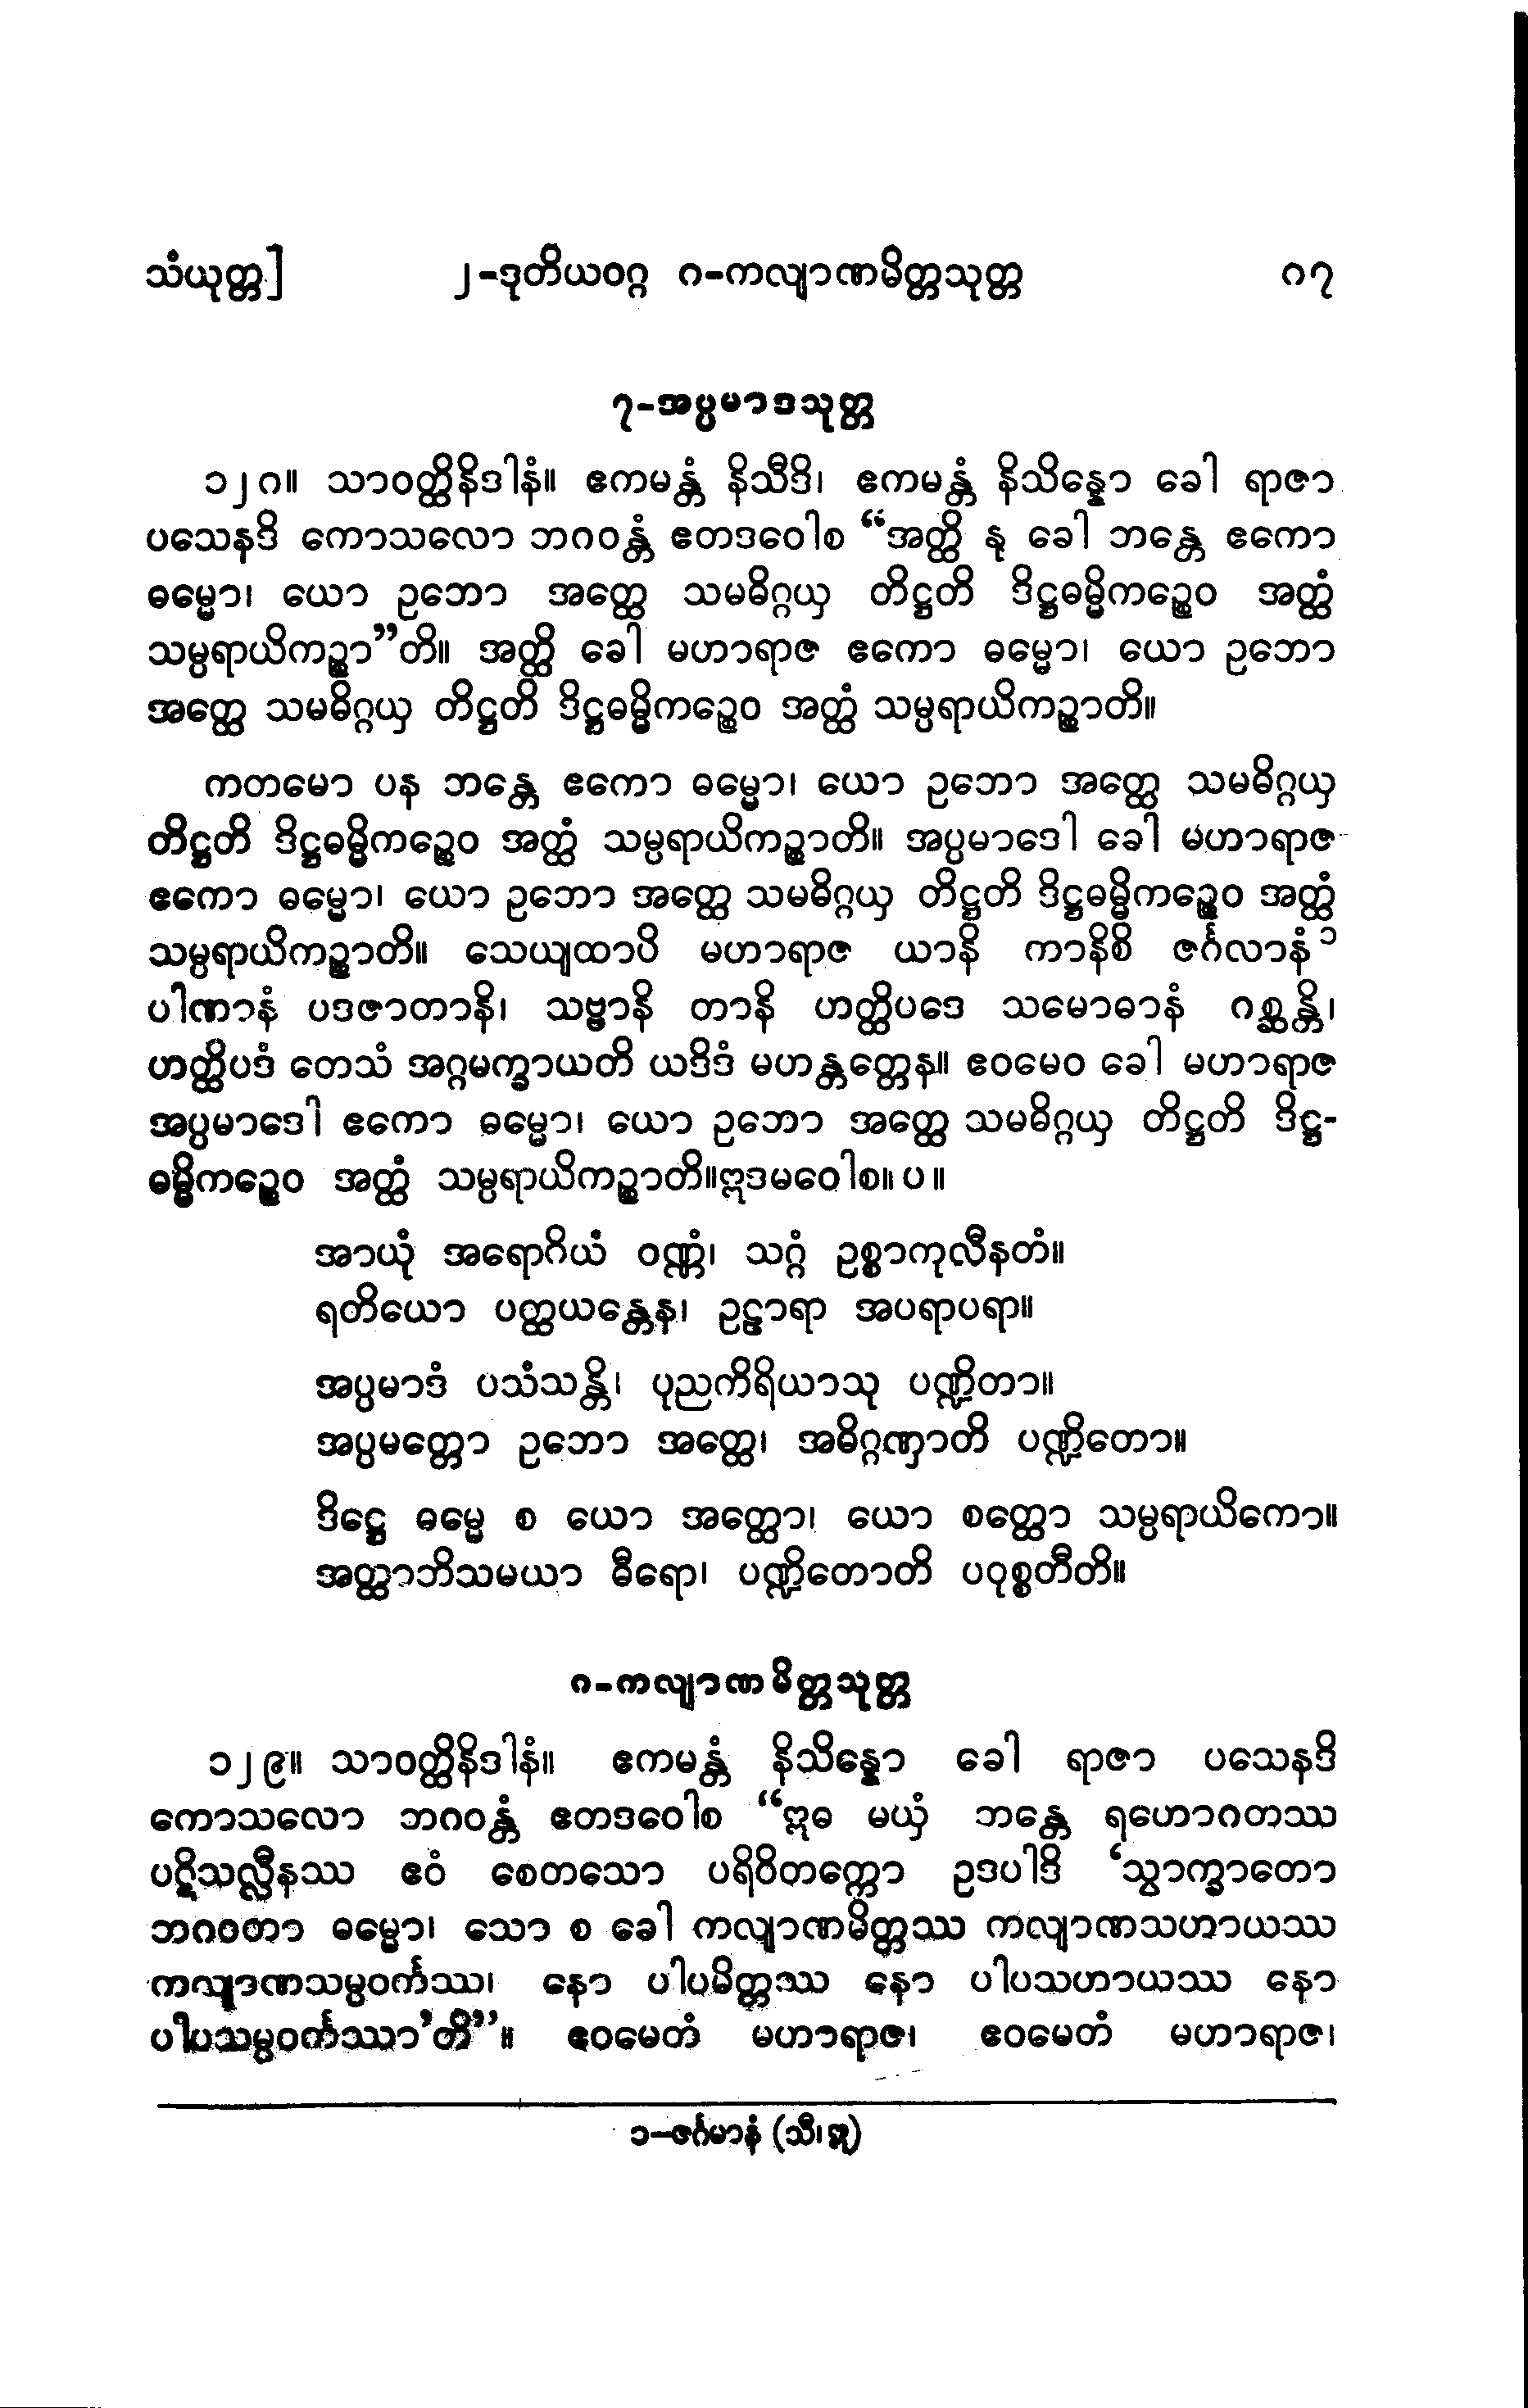 သံယုတ္တ] ၂-ဒုတိယဝဂ္ဂ ၈-ကလျာဏမိတ္တသုတ္တ ၈၇
၇-အပ္ပမာဒသုတ္တ
၁၂၈။ သာဝတ္ထိနိဒါနံ။ ဧကမန္တံ နိသီဒိ၊ ဧကမန္တံ နိသိန္နော ခေါ ရာဇာ
ပသေနဒိ ကောသလော ဘဂဝန္တံ ဧတဒဝေါစ “အတ္ထိ နု ခေါ ဘန္တေ ဧကော
ဓမ္မော၊ ယော ဥဘော အတ္ထေ သမဓိဂ္ဂယှ တိဋ္ဌတိ ဒိဋ္ဌဓမ္မိကဉ္စေဝ အတ္ထံ
သမ္ပရာယိကဉ္စာ”တိ။ အတ္ထိ ခေါ မဟာရာဇ ဧကော ဓမ္မော၊ ယော ဥဘော
အတ္ထေ သမဓိဂ္ဂယှ တိဋ္ဌတိ ဒိဋ္ဌဓမ္မိကဉ္စေဝ အတ္ထံ သမ္ပရာယိကဉ္စာတိ။
ကတမော ပန ဘန္တေ ဧကော ဓမ္မော၊ ယော ဥဘော အတ္ထေ သမဓိဂ္ဂယှ
တိဋ္ဌတိ ဒိဋ္ဌဓမ္မိကဉ္စေဝ အတ္ထံ သမ္ပရာယိကဉ္စာတိ။ အပ္ပမာဒေါ ခေါ မဟာရာဇ
ဧကော ဓမ္မော၊ ယော ဥဘော အတ္ထေ သမဓိဂ္ဂယှ တိဋ္ဌတိ ဒိဋ္ဌဓမ္မိကဉ္စေဝ အတ္ထံ
သမ္ပရာယိကဉ္စာတိ။ သေယျထာပိ မဟာရာဇ ယာနိ ကာနိစိ ဇင်္ဂလာနံ ၁
ပါဏာနံ ပဒဇာတာနိ၊ သဗ္ဗာနိ တာနိ ဟတ္ထိပဒေ သမောဓာနံ ဂစ္ဆန္တိ၊
ဟတ္ထိပဒံ တေသံ အဂ္ဂမက္ခာယတိ ယဒိဒံ မဟန္တတ္တေန။ ဧဝမေဝ ခေါ မဟာရာဇ
အပ္ပမာဒေါ ဧကော ဓမ္မော၊ ယော ဥဘော အတ္ထေ သမဓိဂ္ဂယှ တိဋ္ဌတိ ဒိဋ္ဌ-
ဓမ္မိကဉ္စေဝ အတ္ထံ သမ္ပရာယိကဉ္စာတိ။ဣဒမဝေါစ။ ပ ။
အာယုံ အရောဂိယံ ဝဏ္ဏံ၊ သဂ္ဂံ ဥစ္စာကုလီနတံ။
ရတိယော ပတ္ထယန္တေန၊ ဥဠာရာ အပရာပရာ။
အပ္ပမာဒံ ပသံသန္တိ၊ ပုညကိရိယာသု ပဏ္ဍိတာ။
အပ္ပမတ္တော ဥဘော အတ္ထေ၊ အဓိဂ္ဂဏှာတိ ပဏ္ဍိတော။
ဒိဋ္ဌေ ဓမ္မေ စ ယော အတ္ထော၊ ယော စတ္ထော သမ္ပရာယိကော။
အတ္ထာဘိသမယာ ဓီရော၊ ပဏ္ဍိတောတိ ပဝုစ္စတီတိ။
၈-ကလျာဏမိတ္တသုတ္တ
၁၂၉။ သာဝတ္ထိနိဒါနံ။ ဧကမန္တံ နိသိန္နော ခေါ ရာဇာ ပသေနဒိ
ကောသလော ဘဂဝန္တံ ဧတဒဝေါစ “ဣဓ မယှံ ဘန္တေ ရဟောဂတဿ
ပဋိသလ္လီနဿ ဧဝံ စေတသော ပရိဝိတက္ကော ဥဒပါဒိ ‘သွာက္ခာတော
ဘဂဝတာ ဓမ္မော၊ သော စ ခေါ ကလျာဏမိတ္တဿ ကလျာဏသဟာယဿ
ကလျာဏသမ္ပဝင်္ကဿ၊ နော ပါပမိတ္တဿ နော ပါပသဟာယဿ နော
ပါပသမ္ပဝင်္ကဿာ’တိ”။ ဧဝမေတံ မဟာရာဇ၊ ဧဝမေတံ မဟာရာဇ၊
၁-ဇင်္ဂမာနံ (သီ၊ ဣ)